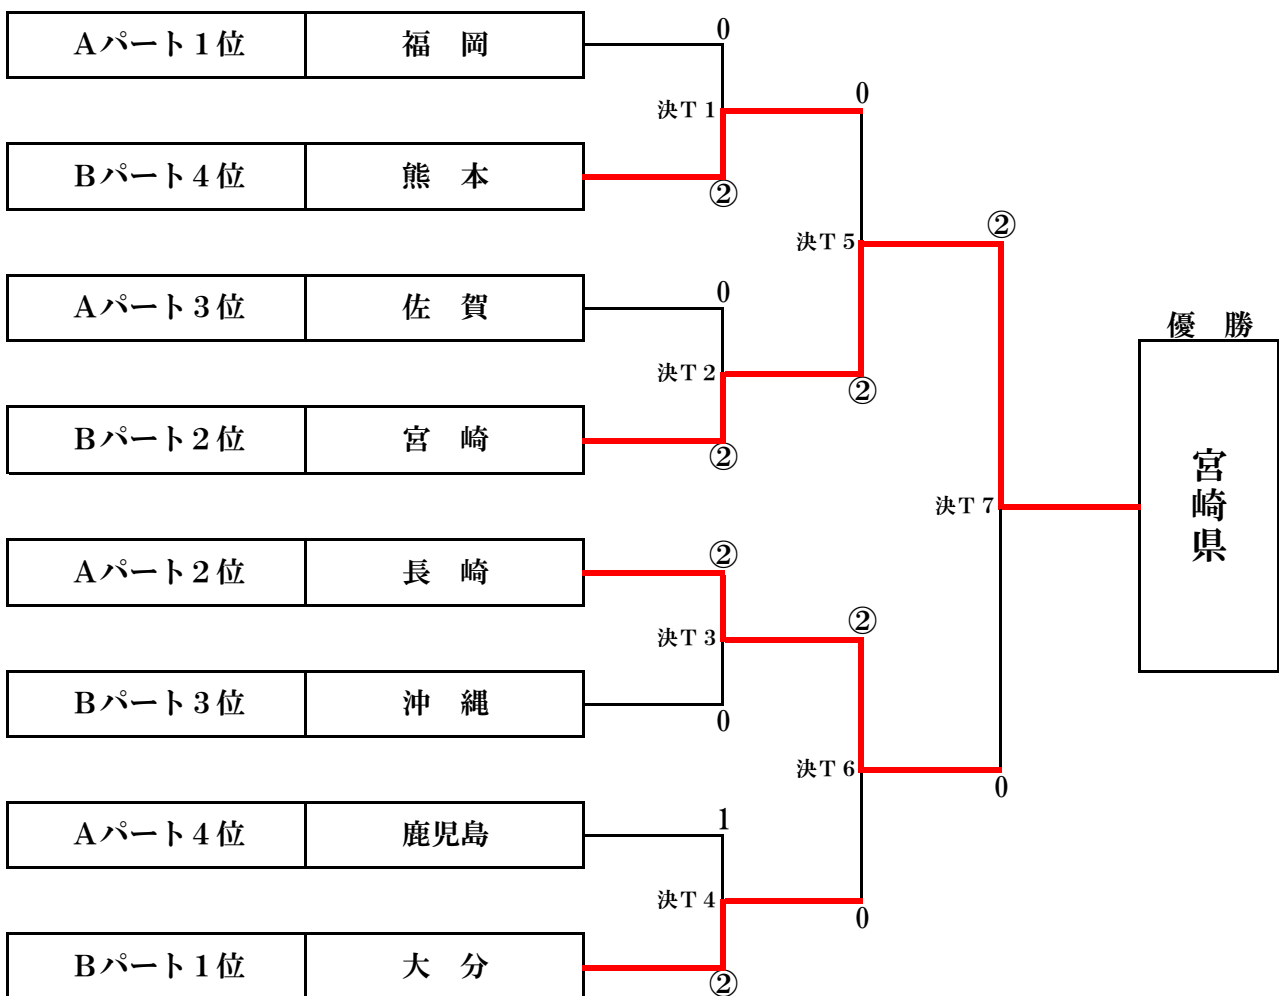 0
Aパート1位 福 岡
0
決T1
Bパート4位 熊 本
②
②
決T5
0
Aパート3位 佐 賀
優 勝
決T2
②
Bパート2位 宮 崎
②
宮崎県
決T7
②
Aパート2位 長 崎
②
決T3
Bパート3位 沖 縄
0
決T6
0
1
Aパート4位 鹿児島
決T4
0
Bパート1位 大 分
②